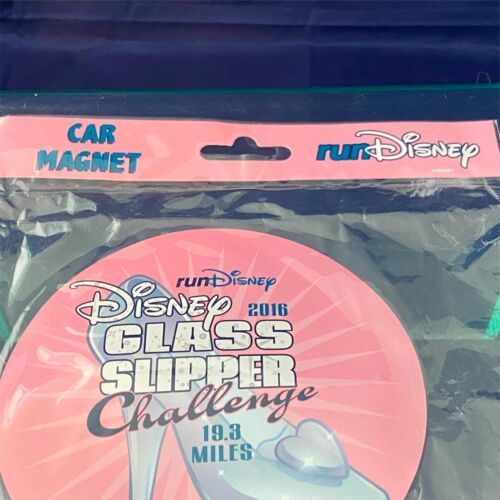 CAR
MAGNET
runDisney
runDisney
Disney 2016
GLASS
SLIPPER
Challenge
19.3
MILES